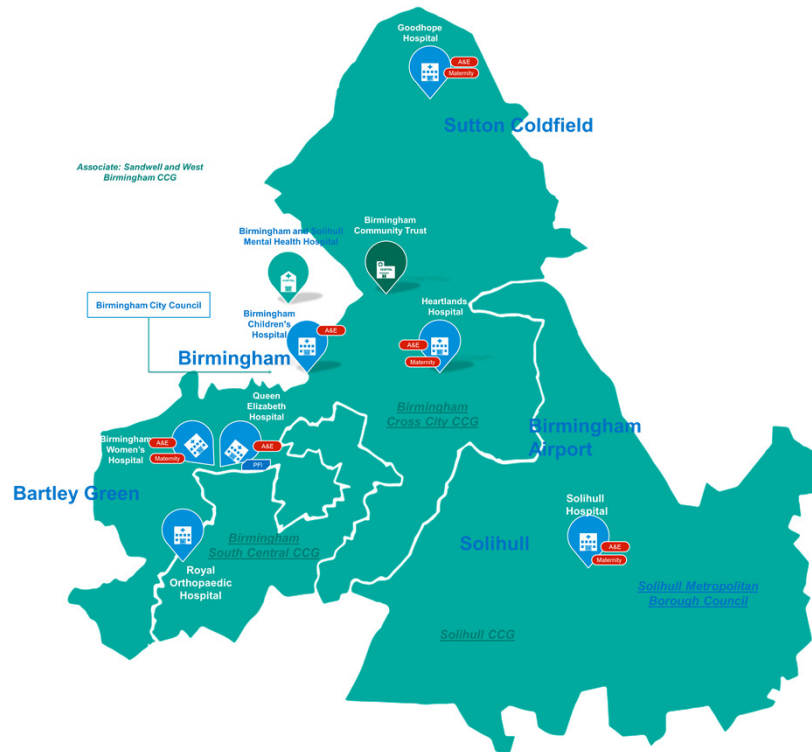 Goodhope
Hospital
A&E
Maternity
Sutton Coldfield
Associate: Sandwell and West
Birmingham CCG
Birmingham and Solihull
Mental Health Hospital
Birmingham
Community Trust
HOSPITAL
HOSPITAL
Birmingham City Council
Birmingham
Children's
Hospital
A&E
Heartlands
Hospital
A&E
Maternity
Birmingham
Queen
Elizabeth
Hospital
A&E
PFI
Birmingham
Women's
Hospital
A&E
Maternity
Birmingham
Cross City CCG
Birmingham
Airport
Bartley Green
Solihull
Hospital
A&E
Maternity
Birmingham
South Central CCG
Solihull
Royal
Orthopaedic
Hospital
Solihull Metropolitan
Borough Council
Solihull CCG